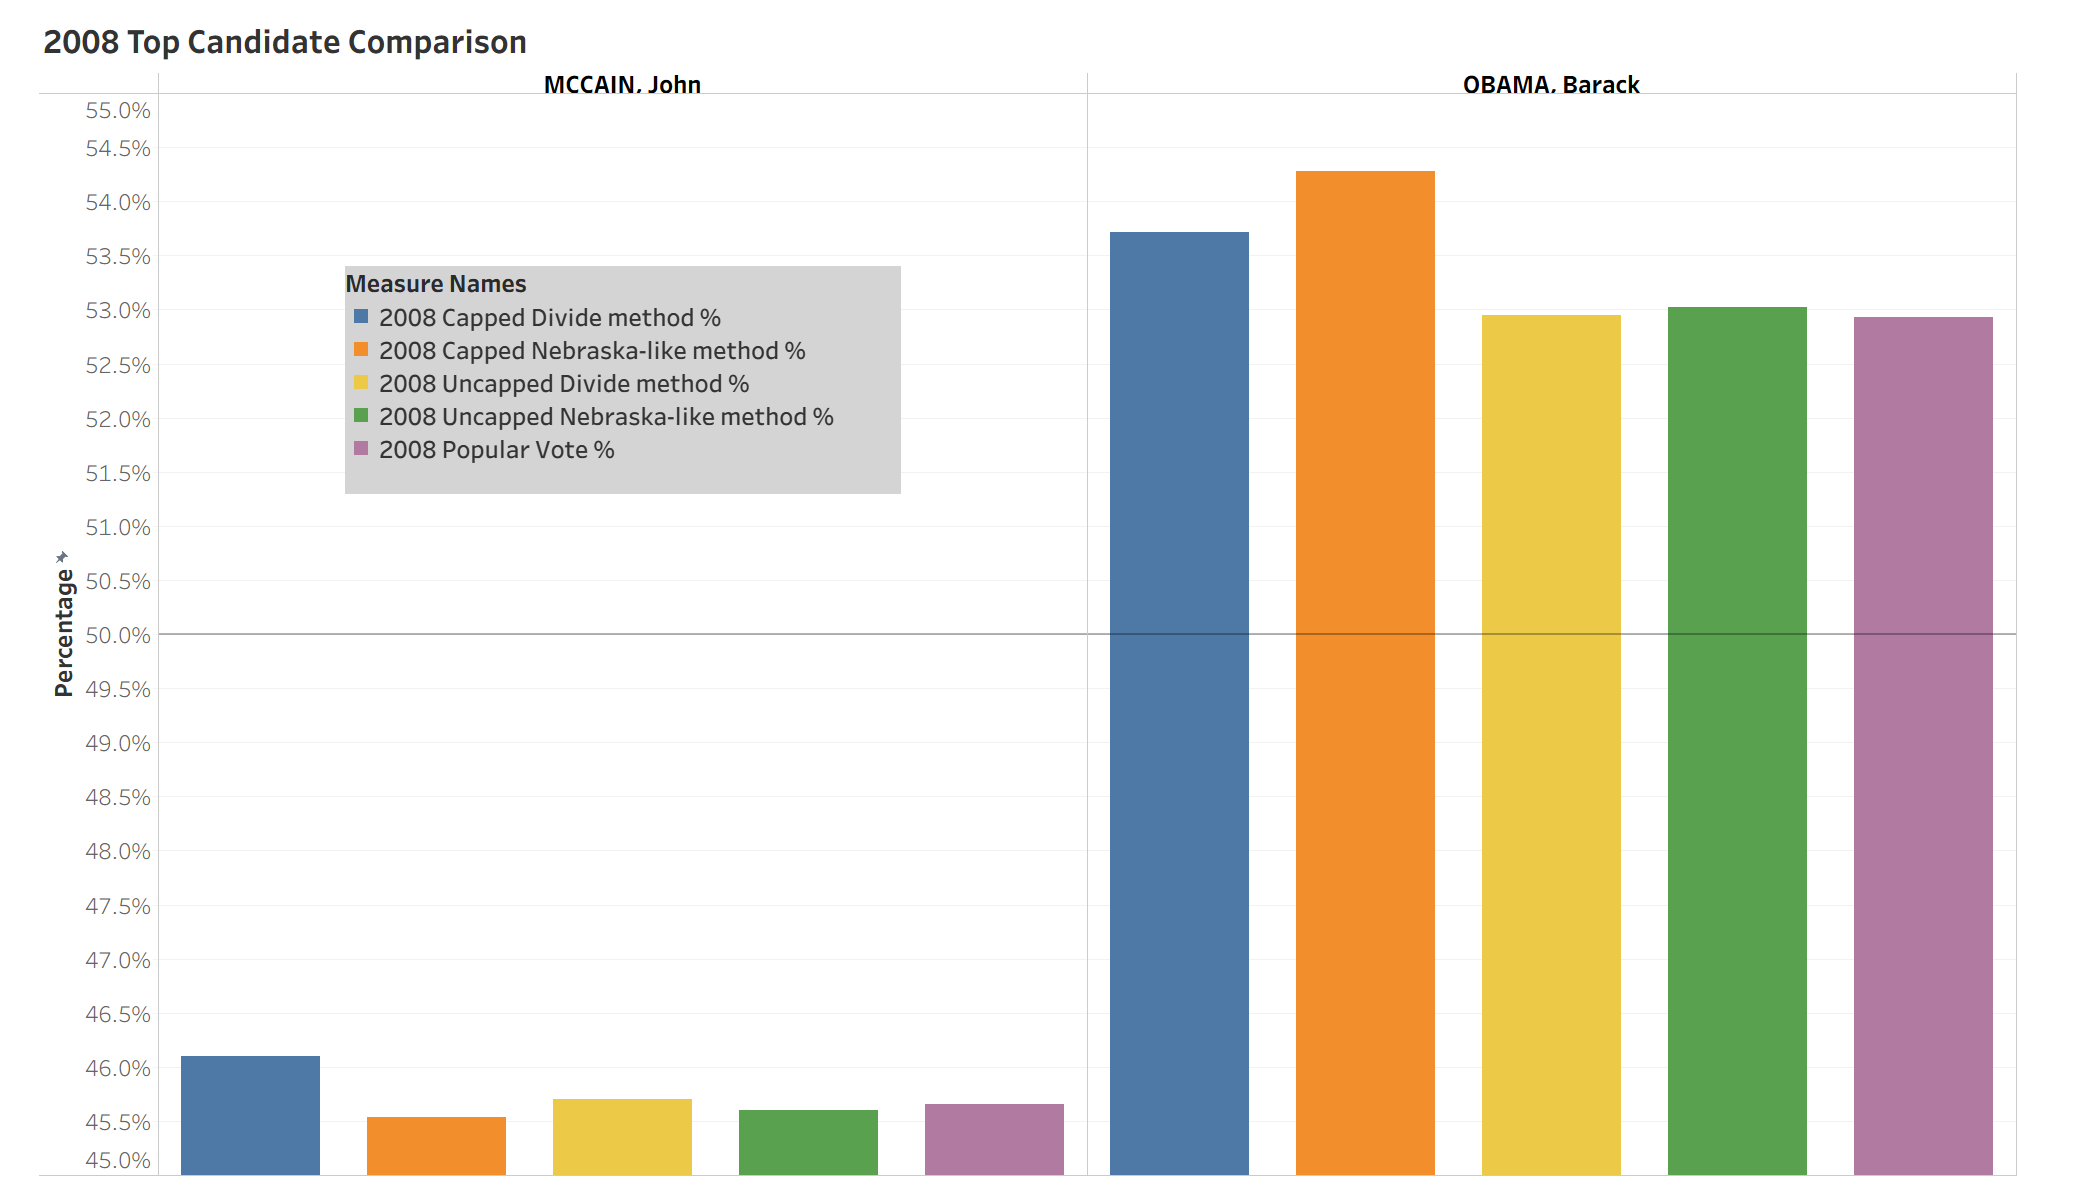 2008 Top Candidate Comparison
MCCAIN, John
OBAMA, Barack
55.0%
54.5%
54.0%
53.5%
53.0%
52.5%
52.0%
51.5%
51.0%
50.5%
50.0%
49.5%
49.0%
48.5%
48.0%
47.5%
47.0%
46.5%
46.0%
45.5%
45.0%
Percentage
Measure Names
2008 Capped Divide method %
2008 Capped Nebraska-like method %
2008 Uncapped Divide method %
2008 Uncapped Nebraska-like method %
2008 Popular Vote %